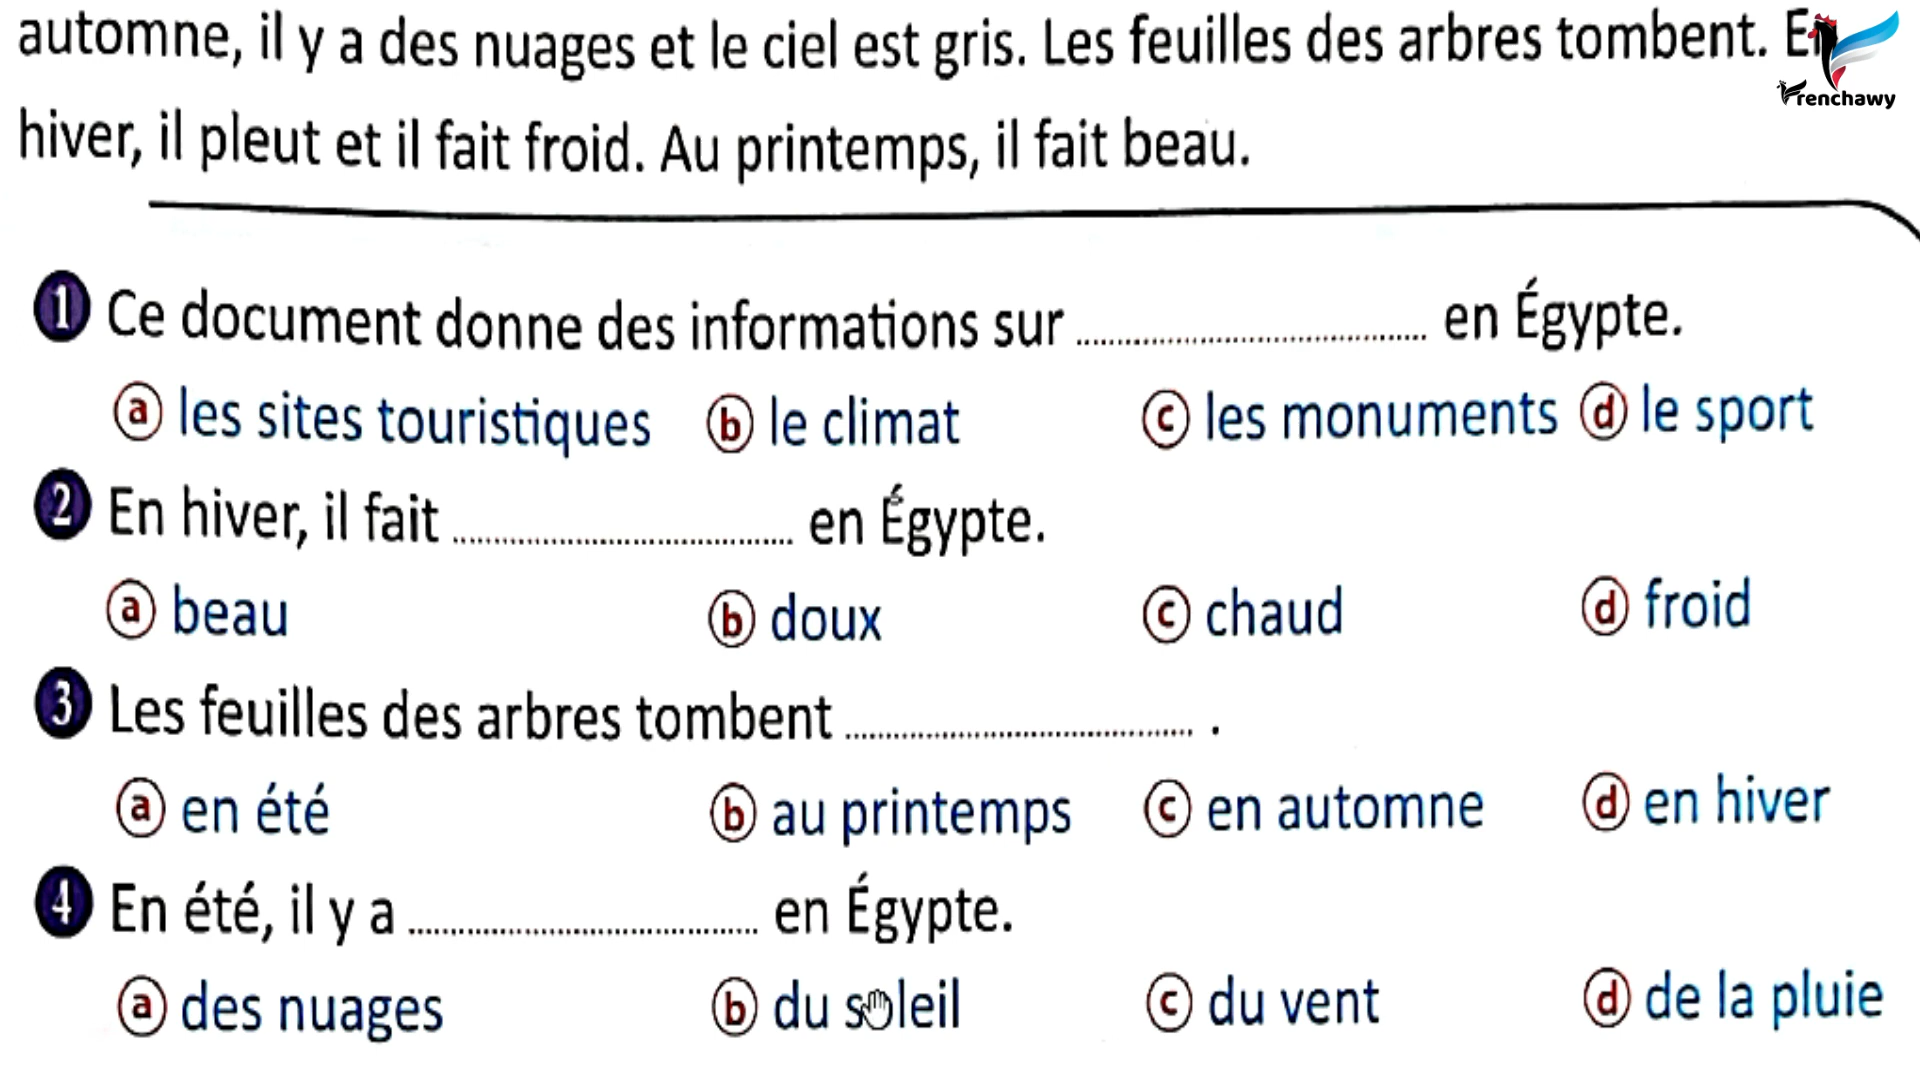 automne, il y a des nuages et le ciel est gris. Les feuilles des arbres tombent. En
hiver, il pleut et il fait froid. Au printemps, il fait beau.
Frenchawy
1 Ce document donne des informations sur .................... en Égypte.
a les sites touristiques b le climat c les monuments d le sport
2 En hiver, il fait .................... en Égypte.
a beau b doux c chaud d froid
3 Les feuilles des arbres tombent .................... .
a en été b au printemps c en automne d en hiver
4 En été, il y a .................... en Égypte.
a des nuages b du soleil c du vent d de la pluie